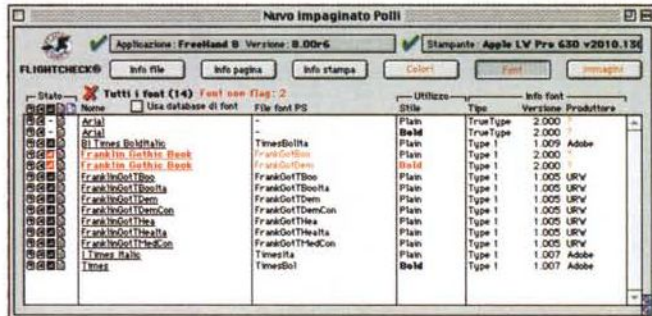 Nuvo impaginato Polli
Applicazione: FreeHand 8 Versione: 8.00r6
Stampante: Apple LV Pro 630 v2010.130
FLIGHTCHECK®
Info file
Info pagina
Info stampa
Colori
Font
Immagini
Stato
Tutti i font (14) Font con flag: 2
Utilizzo
Info font
Nome
Usa database di font
File font PS
Stile
Tipo
Versione
Produttore
Arial - Plain TrueType 2.000 ?
Arial - Bold TrueType 2.000 ?
BI Times BoldItalic TimesBolIta Plain Type 1 1.009 Adobe
Franklin Gothic Book FrankGotBoo Plain Type 1 2.000 ?
Franklin Gothic Book FrankGotDem Bold Type 1 2.000 ?
FranklinGotTBoo FrankGotTBoo Plain Type 1 1.005 URW
FranklinGotTBooIta FrankGotTBooIta Plain Type 1 1.005 URW
FranklinGotTDem FrankGotTDem Plain Type 1 1.005 URW
FranklinGotTDemCon FrankGotTDemCon Plain Type 1 1.005 URW
FranklinGotTHea FrankGotTHea Plain Type 1 1.005 URW
FranklinGotTHeaIta FrankGotTHeaIta Plain Type 1 1.005 URW
FranklinGotTMedCon FrankGotTMedCon Plain Type 1 1.005 URW
I Times Italic TimesIta Plain Type 1 1.007 Adobe
Times TimesBol Bold Type 1 1.007 Adobe